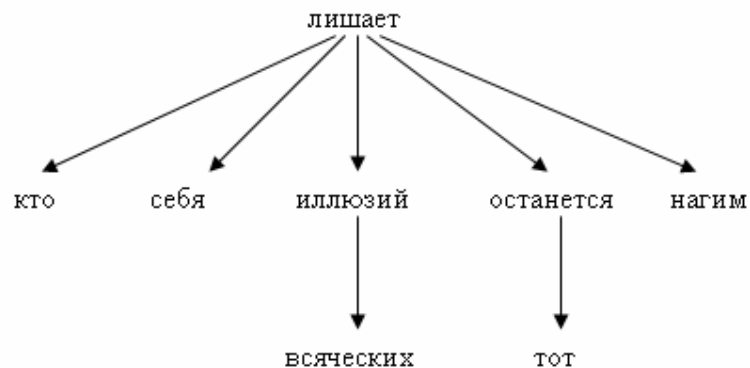 лишает
кто себя иллюзий останется нагим
всяческих тот